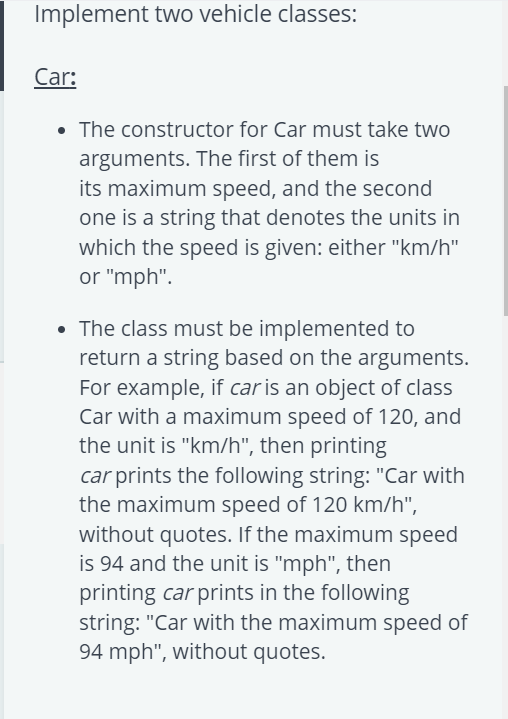 Implement two vehicle classes:
Car:
• The constructor for Car must take two
arguments. The first of them is
its maximum speed, and the second
one is a string that denotes the units in
which the speed is given: either "km/h"
or "mph".
• The class must be implemented to
return a string based on the arguments.
For example, if car is an object of class
Car with a maximum speed of 120, and
the unit is "km/h", then printing
car prints the following string: "Car with
the maximum speed of 120 km/h",
without quotes. If the maximum speed
is 94 and the unit is "mph", then
printing car prints in the following
string: "Car with the maximum speed of
94 mph", without quotes.